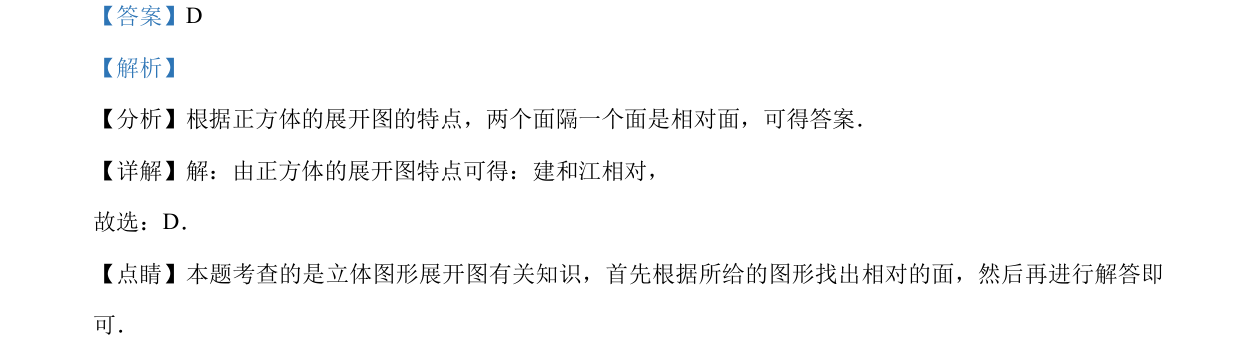 【答案】D
【解析】
【分析】根据正方体的展开图的特点，两个面隔一个面是相对面，可得答案．
【详解】解：由正方体的展开图特点可得：建和江相对，
故选：D．
【点睛】本题考查的是立体图形展开图有关知识，首先根据所给的图形找出相对的面，然后再进行解答即
可．